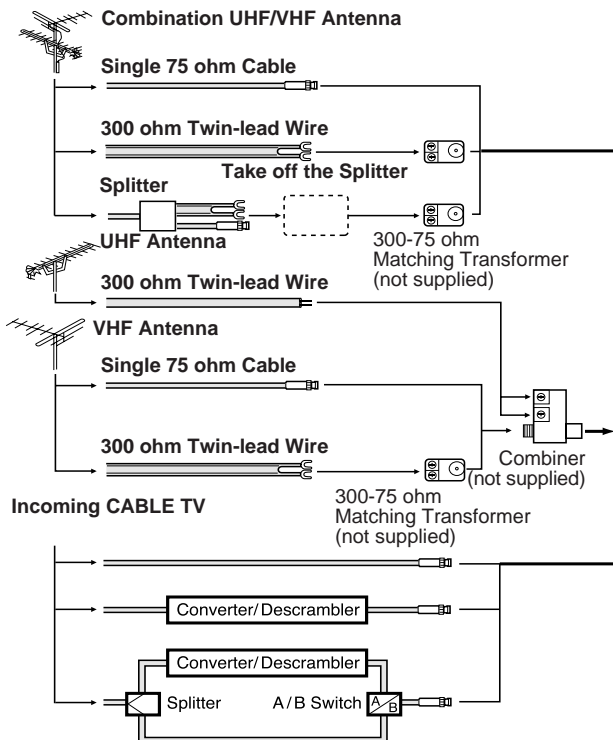 Combination UHF/VHF Antenna
Single 75 ohm Cable
300 ohm Twin-lead Wire
Take off the Splitter
Splitter
UHF Antenna
300-75 ohm
Matching Transformer
(not supplied)
300 ohm Twin-lead Wire
VHF Antenna
Single 75 ohm Cable
300 ohm Twin-lead Wire
Combiner
(not supplied)
300-75 ohm
Matching Transformer
(not supplied)
Incoming CABLE TV
Converter/Descrambler
Converter/Descrambler
Splitter
A/B Switch
A
B